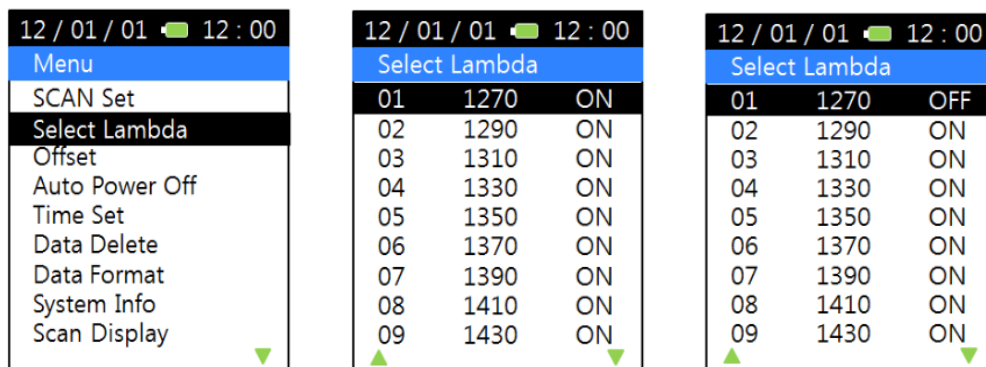 12 / 01 / 01 12 : 00
Menu
SCAN Set
Select Lambda
Offset
Auto Power Off
Time Set
Data Delete
Data Format
System Info
Scan Display
12 / 01 / 01 12 : 00
Select Lambda
01 1270 ON
02 1290 ON
03 1310 ON
04 1330 ON
05 1350 ON
06 1370 ON
07 1390 ON
08 1410 ON
09 1430 ON
12 / 01 / 01 12 : 00
Select Lambda
01 1270 OFF
02 1290 ON
03 1310 ON
04 1330 ON
05 1350 ON
06 1370 ON
07 1390 ON
08 1410 ON
09 1430 ON